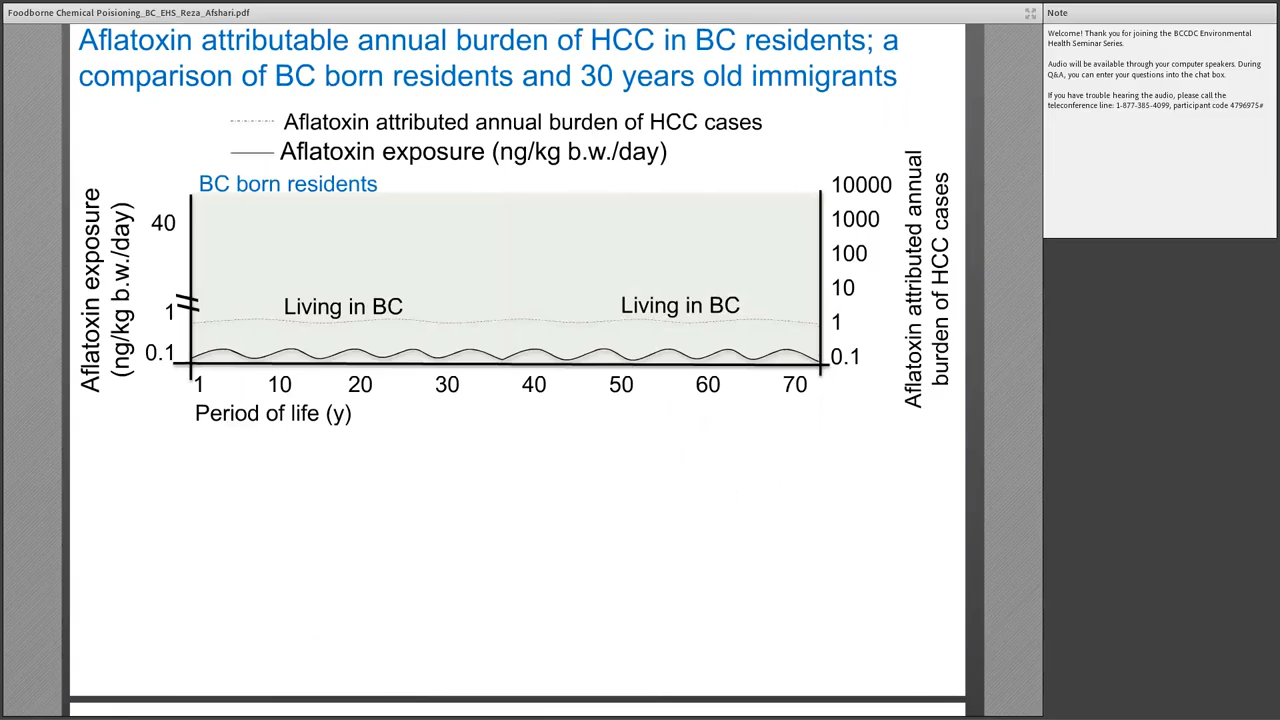 Foodborne Chemical Poisioning_BC_EHS_Reza_Afshari.pdf
Aflatoxin attributable annual burden of HCC in BC residents; a
comparison of BC born residents and 30 years old immigrants
Aflatoxin attributed annual burden of HCC cases
Aflatoxin exposure (ng/kg b.w./day)
BC born residents
Aflatoxin exposure
(ng/kg b.w./day)
40
1
0.1
Living in BC
Living in BC
10000
1000
100
10
1
0.1
Aflatoxin attributed annual
burden of HCC cases
1 10 20 30 40 50 60 70
Period of life (y)
Note
Welcome! Thank you for joining the BCCDC Environmental
Health Seminar Series.
Audio will be available through your computer speakers. During
Q&A, you can enter your questions into the chat box.
If you have trouble hearing the audio, please call the
teleconference line: 1-877-385-4099, participant code 4796975#